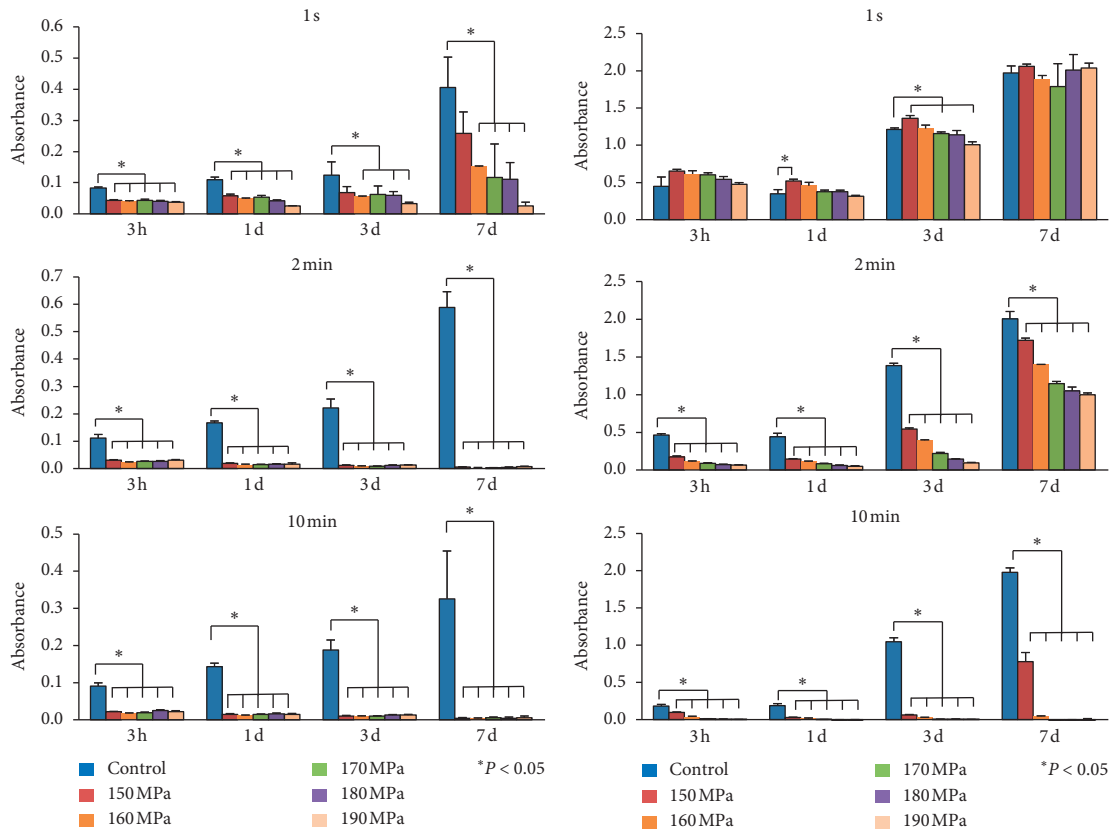 1 s
0.6
0.5
0.4
0.3
0.2
0.1
0.0
Absorbance
*
*
*
*
3 h
1 d
3 d
7 d
2 min
0.7
0.6
0.5
0.4
0.3
0.2
0.1
0.0
Absorbance
*
*
*
*
3 h
1 d
3 d
7 d
10 min
0.5
0.4
0.3
0.2
0.1
0.0
Absorbance
*
*
*
*
3 h
1 d
3 d
7 d
Control
150 MPa
160 MPa
170 MPa
180 MPa
190 MPa
*P < 0.05
1 s
2.5
2.0
1.5
1.0
0.5
0.0
Absorbance
*
*
3 h
1 d
3 d
7 d
2 min
2.5
2.0
1.5
1.0
0.5
0.0
Absorbance
*
*
*
*
3 h
1 d
3 d
7 d
10 min
2.5
2.0
1.5
1.0
0.5
0.0
Absorbance
*
*
*
*
3 h
1 d
3 d
7 d
Control
150 MPa
160 MPa
170 MPa
180 MPa
190 MPa
*P < 0.05